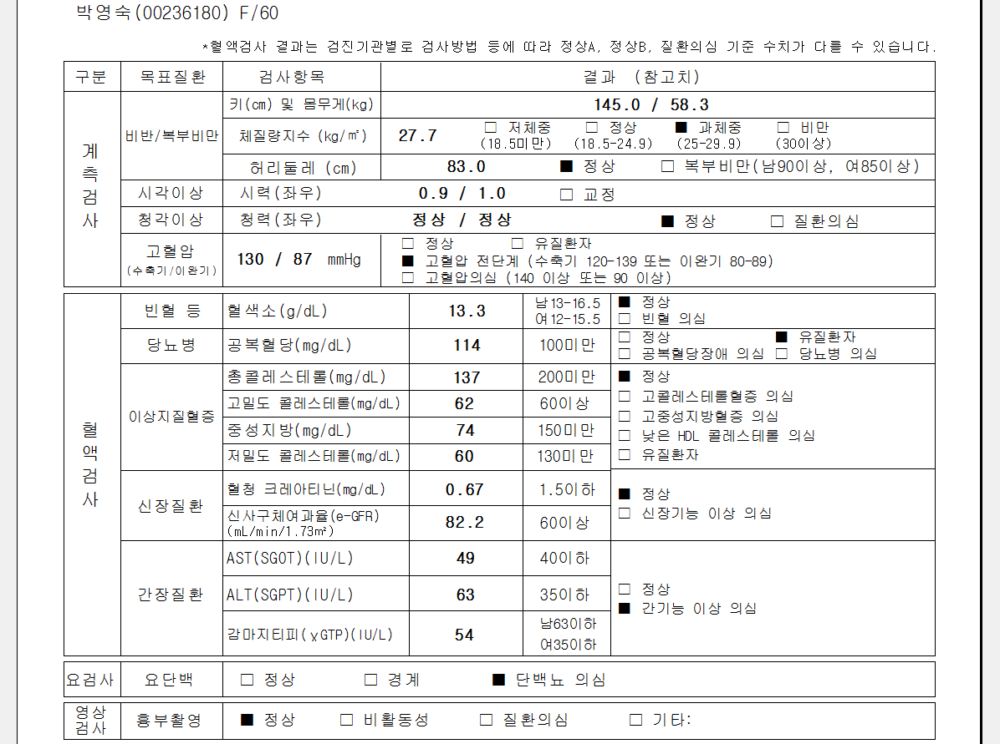 박영숙(00236180) F/60
*혈액검사 결과는 검진기관별로 검사방법 등에 따라 정상A, 정상B, 질환의심 기준 수치가 다를 수 있습니다.
구분 목표질환 검사항목 결과 (참고치)
계측검사
비반/복부비만 키(cm) 및 몸무게(kg) 145.0 / 58.3
체질량지수 (kg/㎡) 27.7 □ 저체중 □ 정상 ■ 과체중 □ 비만
(18.5미만) (18.5-24.9) (25-29.9) (30이상)
허리둘레 (cm) 83.0 ■ 정상 □ 복부비만(남90이상, 여85이상)
시각이상 시력(좌우) 0.9 / 1.0 □ 교정
청각이상 청력(좌우) 정상 / 정상 ■ 정상 □ 질환의심
고혈압 130 / 87 mmHg □ 정상 □ 유질환자
(수축기/이완기) ■ 고혈압 전단계 (수축기 120-139 또는 이완기 80-89)
□ 고혈압의심 (140 이상 또는 90 이상)
혈액검사
빈혈 등 혈색소(g/dL) 13.3 남13-16.5 ■ 정상
여12-15.5 □ 빈혈 의심
당뇨병 공복혈당(mg/dL) 114 100미만 □ 정상 ■ 유질환자
□ 공복혈당장애 의심 □ 당뇨병 의심
이상지질혈증 총콜레스테롤(mg/dL) 137 200미만 ■ 정상
고밀도 콜레스테롤(mg/dL) 62 60이상 □ 고콜레스테롤혈증 의심
중성지방(mg/dL) 74 150미만 □ 고중성지방혈증 의심
□ 낮은 HDL 콜레스테롤 의심
저밀도 콜레스테롤(mg/dL) 60 130미만 □ 유질환자
신장질환 혈청 크레아티닌(mg/dL) 0.67 1.5이하 ■ 정상
신사구체여과율(e-GFR) 82.2 60이상 □ 신장기능 이상 의심
(mL/min/1.73㎡)
간장질환 AST(SGOT)(IU/L) 49 40이하
ALT(SGPT)(IU/L) 63 35이하 □ 정상
■ 간기능 이상 의심
감마지티피(γGTP)(IU/L) 54 남63이하
여35이하
요검사 요단백 □ 정상 □ 경계 ■ 단백뇨 의심
영상
검사 흉부촬영 ■ 정상 □ 비활동성 □ 질환의심 □ 기타: